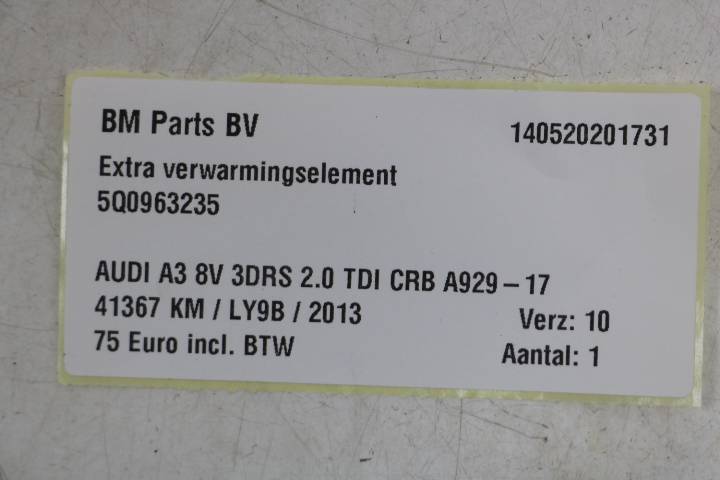 BM Parts BV 140520201731
Extra verwarmingselement
5Q0963235
AUDI A3 8V 3DRS 2.0 TDI CRB A929 – 17
41367 KM / LY9B / 2013 Verz: 10
75 Euro incl. BTW Aantal: 1